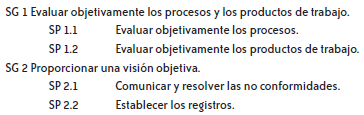 SG 1 Evaluar objetivamente los procesos y los productos de trabajo.
SP 1.1 Evaluar objetivamente los procesos.
SP 1.2 Evaluar objetivamente los productos de trabajo.
SG 2 Proporcionar una visión objetiva.
SP 2.1 Comunicar y resolver las no conformidades.
SP 2.2 Establecer los registros.